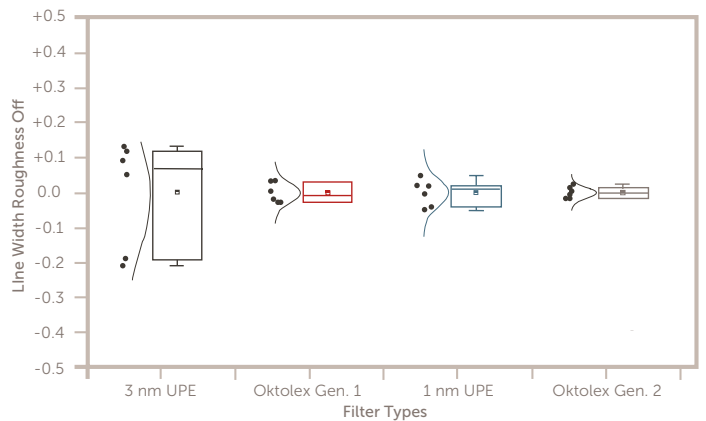 +0.5
+0.4
+0.3
+0.2
+0.1
0.0
-0.1
-0.2
-0.3
-0.4
-0.5
LIne Width Roughness Off
3 nm UPE
Oktolex Gen. 1
1 nm UPE
Oktolex Gen. 2
Filter Types